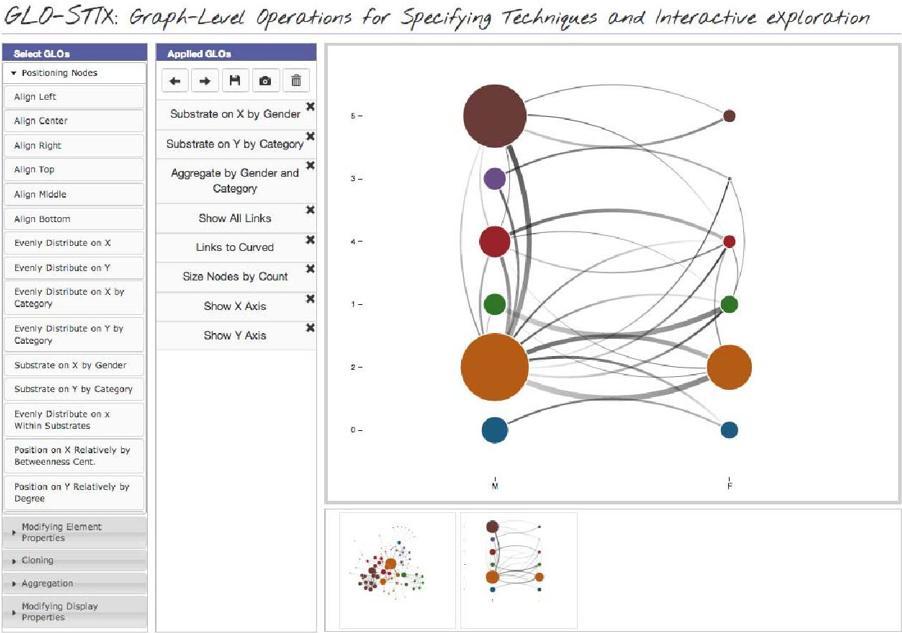 GLO-STIX: Graph-Level Operations for Specifying Techniques and Interactive eXploration
Select GLOs
Positioning Nodes
Align Left
Align Center
Align Right
Align Top
Align Middle
Align Bottom
Evenly Distribute on X
Evenly Distribute on Y
Evenly Distribute on X by
Category
Evenly Distribute on Y by
Category
Substrate on X by Gender
Substrate on Y by Category
Evenly Distribute on x
Within Substrates
Position on X Relatively by
Betweenness Cent.
Position on Y Relatively by
Degree
Modifying Element
Properties
Cloning
Aggregation
Modifying Display
Properties
Applied GLOs
Substrate on X by Gender
Substrate on Y by Category
Aggregate by Gender and
Category
Show All Links
Links to Curved
Size Nodes by Count
Show X Axis
Show Y Axis
5
3
4
1
2
0
M
F